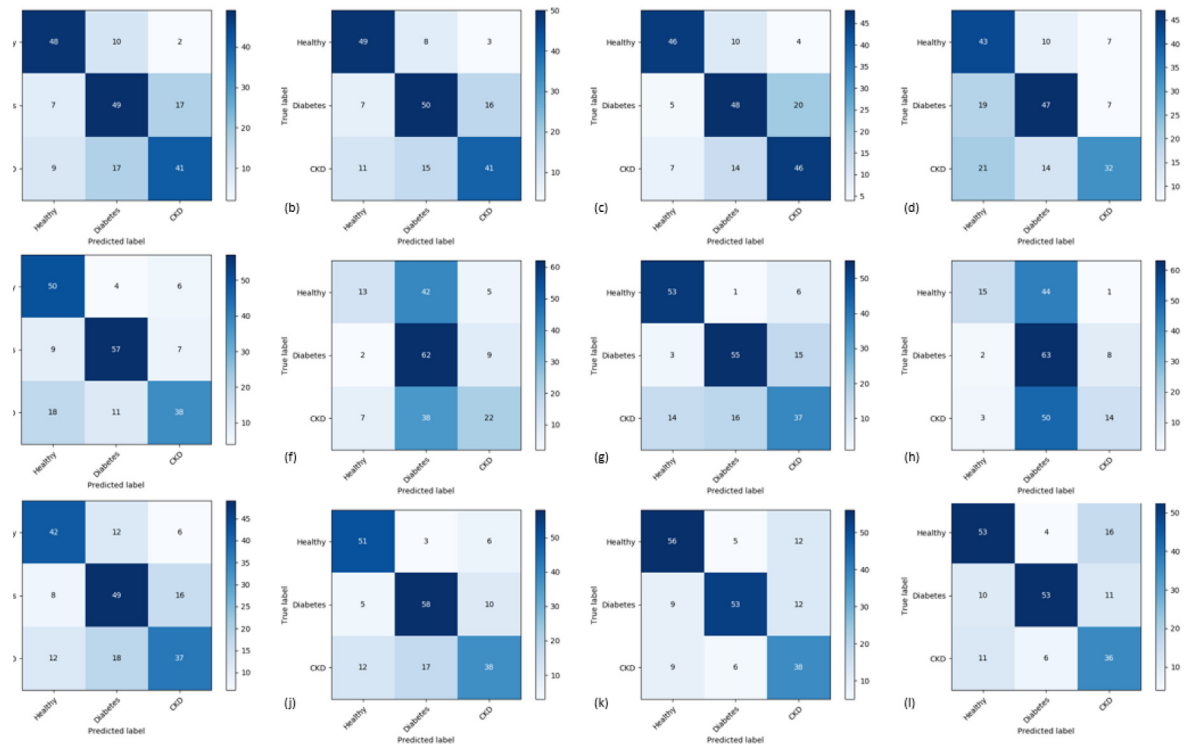 48 10 2
7 49 17
9 17 41
40
30
20
10
Healthy Diabetes CKD
Predicted label
(b)
True label
Healthy 49 8 3
Diabetes 7 50 16
CKD 11 15 41
50
40
30
20
10
Healthy Diabetes CKD
Predicted label
(c)
True label
Healthy 46 10 4
Diabetes 5 48 20
CKD 7 14 46
45
40
35
30
25
20
15
10
5
Healthy Diabetes CKD
Predicted label
(d)
True label
Healthy 43 10 7
Diabetes 19 47 7
CKD 21 14 32
45
40
35
30
25
20
15
10
Healthy Diabetes CKD
Predicted label
50 4 6
9 57 7
18 11 38
50
40
30
20
10
Healthy Diabetes CKD
Predicted label
(f)
True label
Healthy 13 42 5
Diabetes 2 62 9
CKD 7 38 22
60
50
40
30
20
10
Healthy Diabetes CKD
Predicted label
(g)
True label
Healthy 53 1 6
Diabetes 3 55 15
CKD 14 16 37
50
40
30
20
10
Healthy Diabetes CKD
Predicted label
(h)
True label
Healthy 15 44 1
Diabetes 2 63 8
CKD 3 50 14
60
50
40
30
20
10
Healthy Diabetes CKD
Predicted label
42 12 6
8 49 16
12 18 37
45
40
35
30
25
20
15
10
Healthy Diabetes CKD
Predicted label
(j)
True label
Healthy 51 3 6
Diabetes 5 58 10
CKD 12 17 38
50
40
30
20
10
Healthy Diabetes CKD
Predicted label
(k)
True label
Healthy 56 5 12
Diabetes 9 53 12
CKD 9 6 38
50
40
30
20
10
Healthy Diabetes CKD
Predicted label
(l)
True label
Healthy 53 4 16
Diabetes 10 53 11
CKD 11 6 36
50
40
30
20
10
Healthy Diabetes CKD
Predicted label